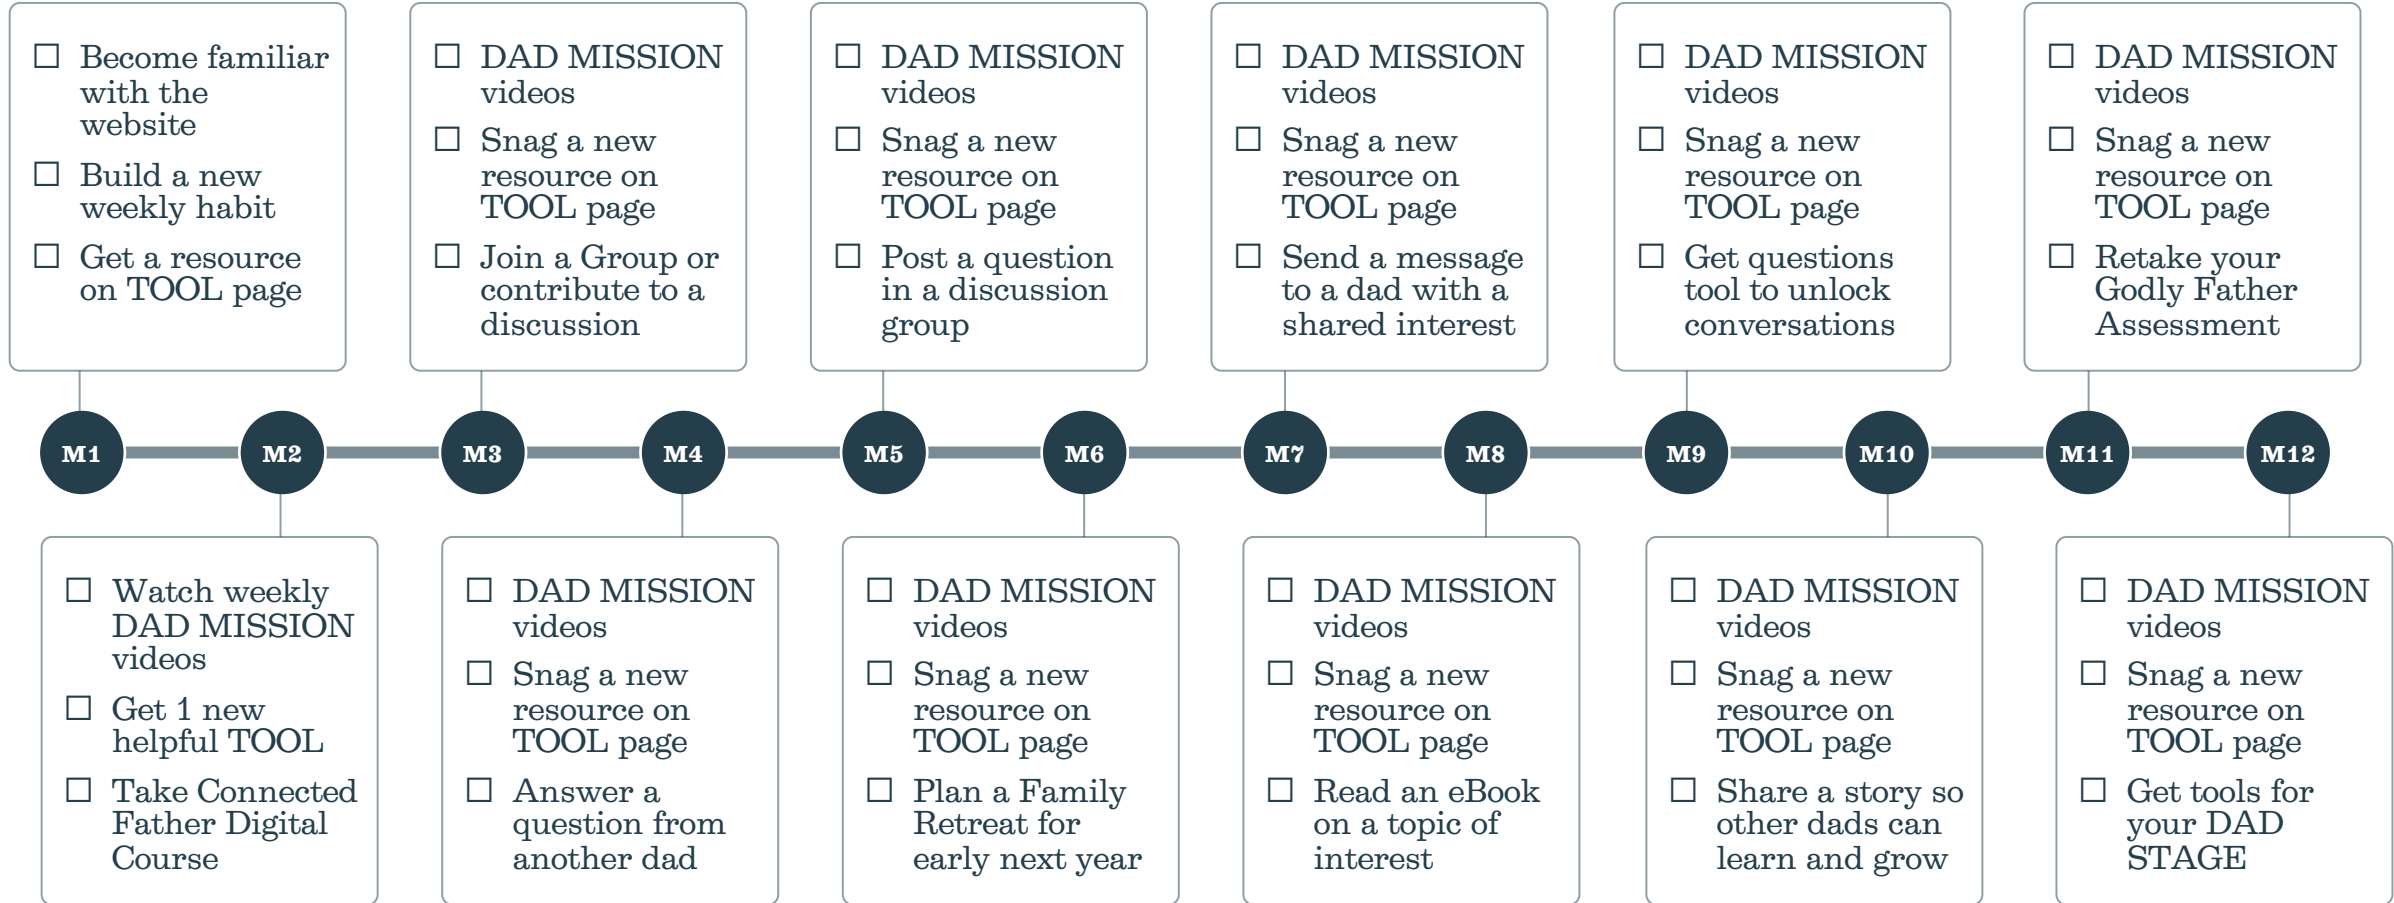 ☐ Become familiar
with the
website
☐ Build a new
weekly habit
☐ Get a resource
on TOOL page
☐ DAD MISSION
videos
☐ Snag a new
resource on
TOOL page
☐ Join a Group or
contribute to a
discussion
☐ DAD MISSION
videos
☐ Snag a new
resource on
TOOL page
☐ Post a question
in a discussion
group
☐ DAD MISSION
videos
☐ Snag a new
resource on
TOOL page
☐ Send a message
to a dad with a
shared interest
☐ DAD MISSION
videos
☐ Snag a new
resource on
TOOL page
☐ Get questions
tool to unlock
conversations
☐ DAD MISSION
videos
☐ Snag a new
resource on
TOOL page
☐ Retake your
Godly Father
Assessment
M1 M2 M3 M4 M5 M6 M7 M8 M9 M10 M11 M12
☐ Watch weekly
DAD MISSION
videos
☐ Get 1 new
helpful TOOL
☐ Take Connected
Father Digital
Course
☐ DAD MISSION
videos
☐ Snag a new
resource on
TOOL page
☐ Answer a
question from
another dad
☐ DAD MISSION
videos
☐ Snag a new
resource on
TOOL page
☐ Plan a Family
Retreat for
early next year
☐ DAD MISSION
videos
☐ Snag a new
resource on
TOOL page
☐ Read an eBook
on a topic of
interest
☐ DAD MISSION
videos
☐ Snag a new
resource on
TOOL page
☐ Share a story so
other dads can
learn and grow
☐ DAD MISSION
videos
☐ Snag a new
resource on
TOOL page
☐ Get tools for
your DAD
STAGE